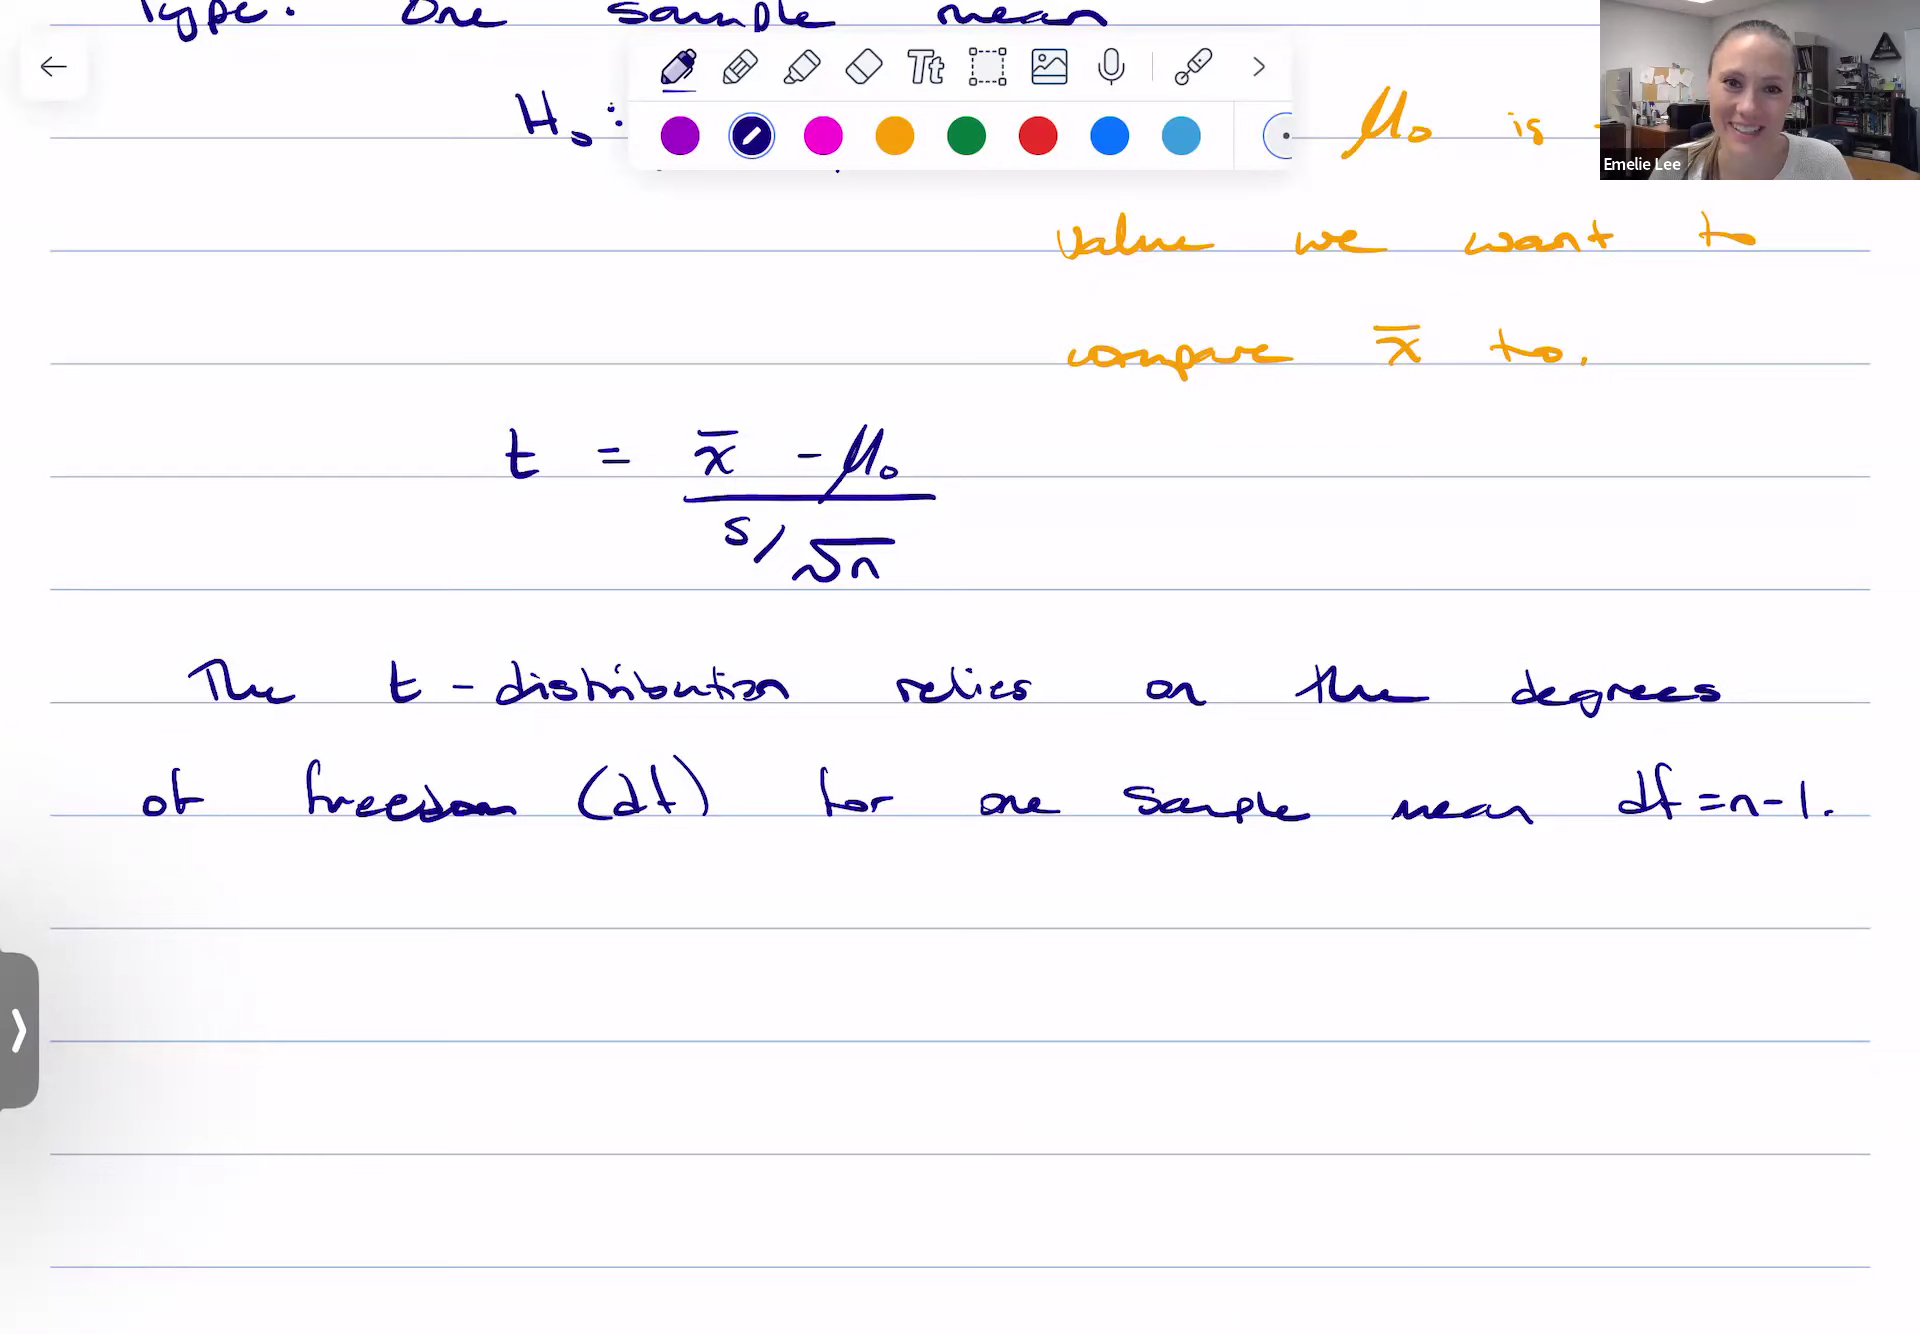 Type: One sample mean
H₀:
μ₀ is
Emelie Lee
value we want to
compare x̄ to.
t = x̄ - μ₀
s/√n
The t-distribution relies on the degrees
of freedom (df) for one sample mean df=n-1.